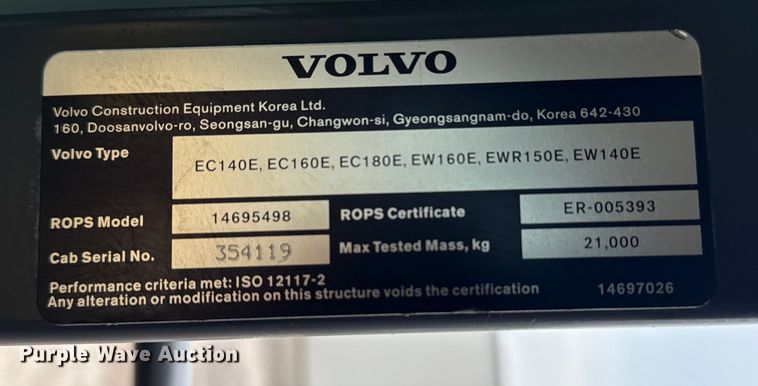 VOLVO
Volvo Construction Equipment Korea Ltd.
160, Doosanvolvo-ro, Seongsan-gu, Changwon-si, Gyeongsangnam-do, Korea 642-430
Volvo Type EC140E, EC160E, EC180E, EW160E, EWR150E, EW140E
ROPS Model 14695498 ROPS Certificate ER-005393
Cab Serial No. 354119 Max Tested Mass, kg 21,000
Performance criteria met: ISO 12117-2
Any alteration or modification on this structure voids the certification 14697026
Purple Wave Auction